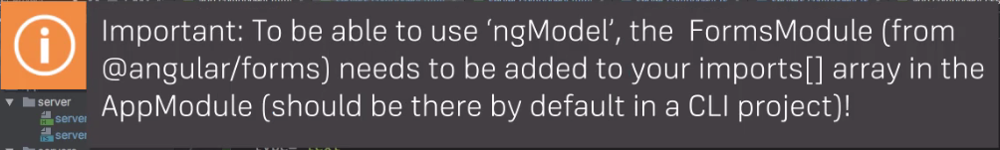 Important: To be able to use ‘ngModel’, the FormsModule (from
@angular/forms) needs to be added to your imports[] array in the
AppModule (should be there by default in a CLI project)!
server
server
server